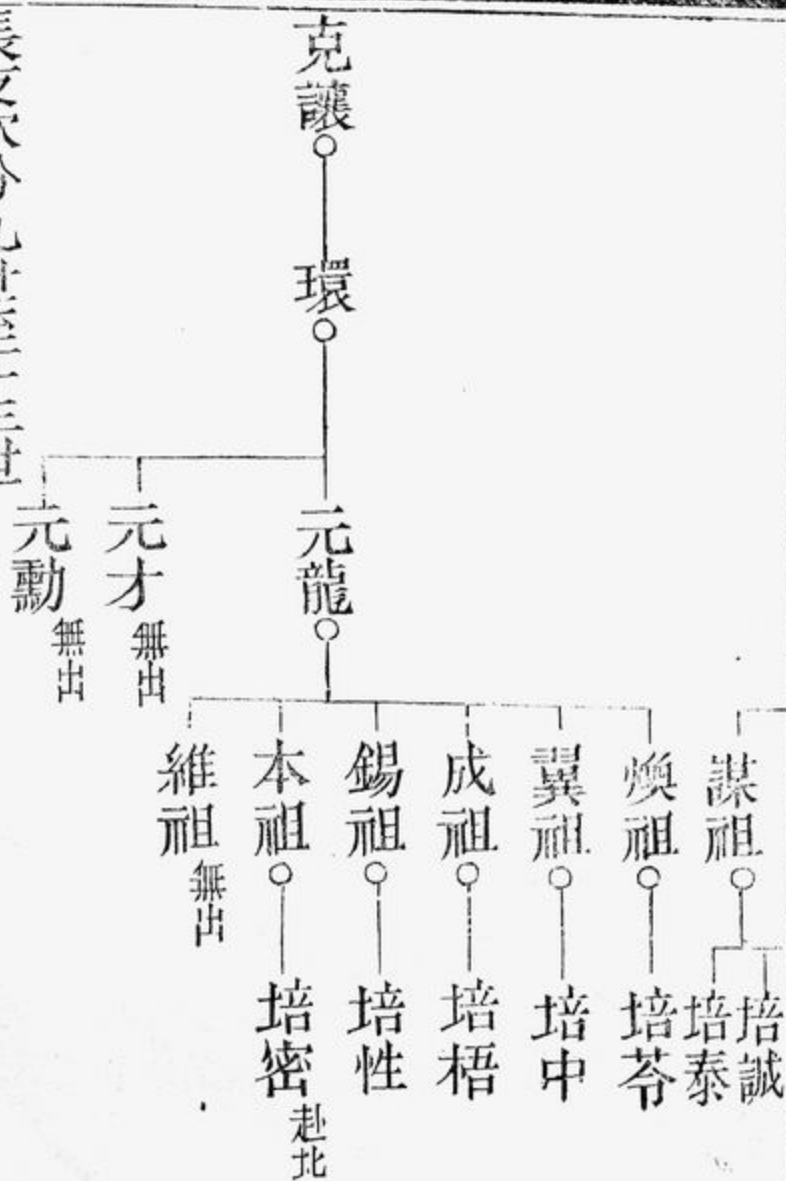 克讓
環
元龍
元才 無出
元勳 無出
謀祖
煥祖
翼祖
成祖
錫祖
本祖
維祖 無出
培誠
培泰
培苓
培中
培梧
培性
培密 赴北